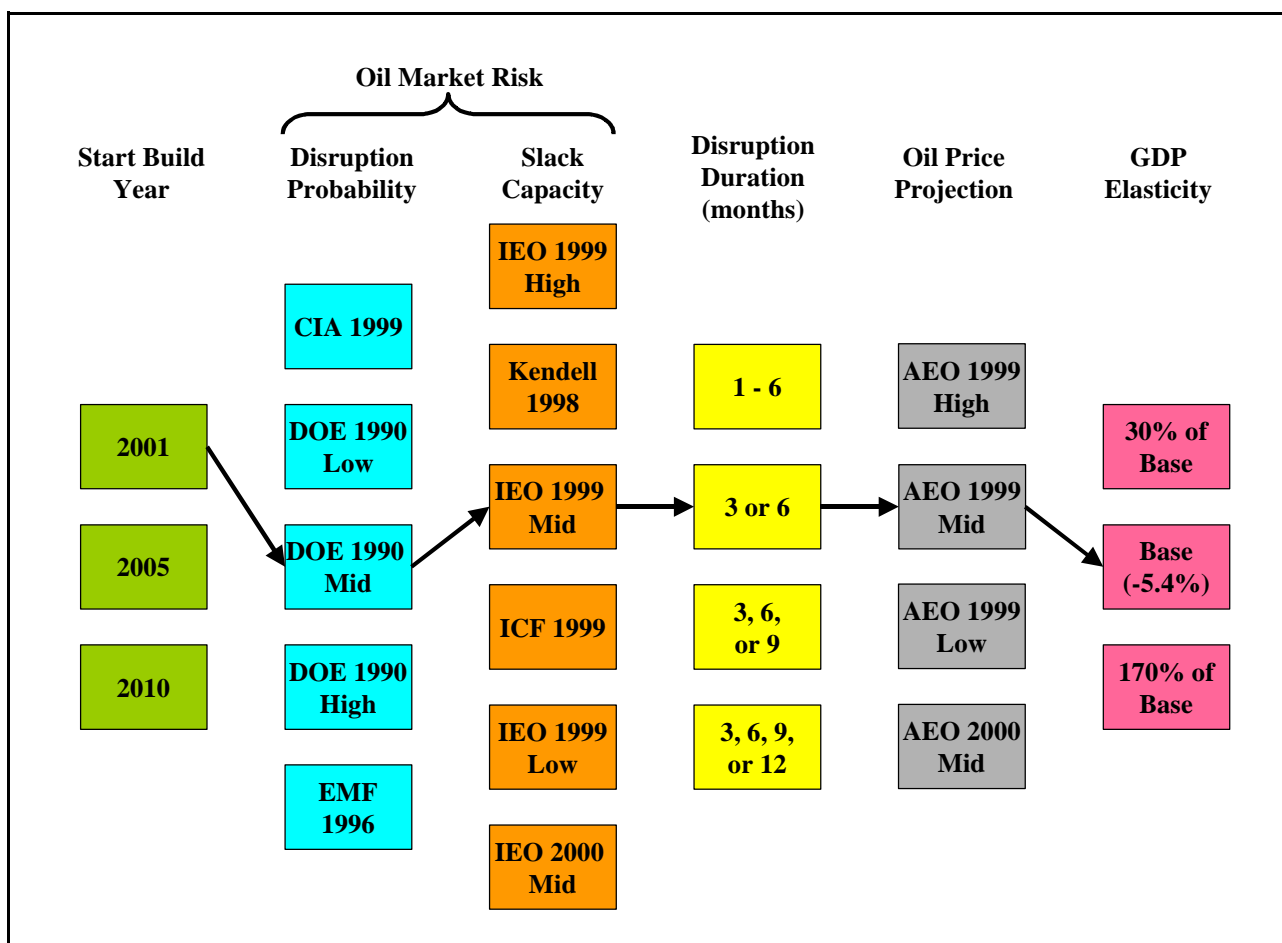 Oil Market Risk
Start Build
Year
Disruption
Probability
Slack
Capacity
Disruption
Duration
(months)
Oil Price
Projection
GDP
Elasticity
2001
2005
2010
CIA 1999
DOE 1990
Low
DOE 1990
Mid
DOE 1990
High
EMF
1996
IEO 1999
High
Kendell
1998
IEO 1999
Mid
ICF 1999
IEO 1999
Low
IEO 2000
Mid
1 - 6
3 or 6
3, 6,
or 9
3, 6, 9,
or 12
AEO 1999
High
AEO 1999
Mid
AEO 1999
Low
AEO 2000
Mid
30% of
Base
Base
(-5.4%)
170% of
Base